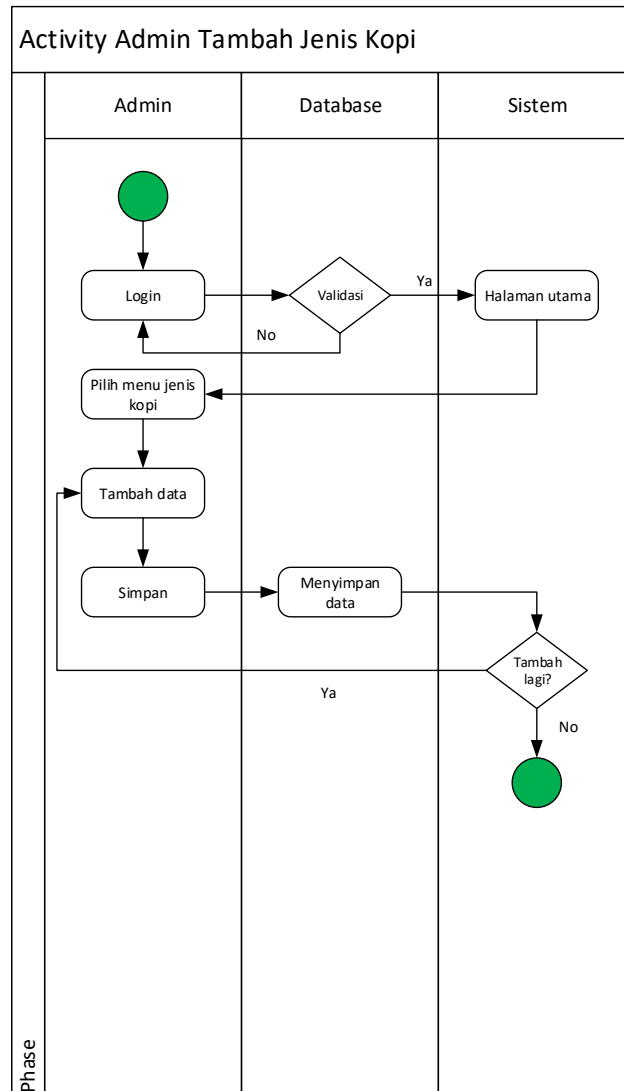 Activity Admin Tambah Jenis Kopi
Admin
Database
Sistem
Login
Validasi
Ya
Halaman utama
No
Pilih menu jenis
kopi
Tambah data
Simpan
Menyimpan
data
Tambah
lagi?
Ya
No
Phase